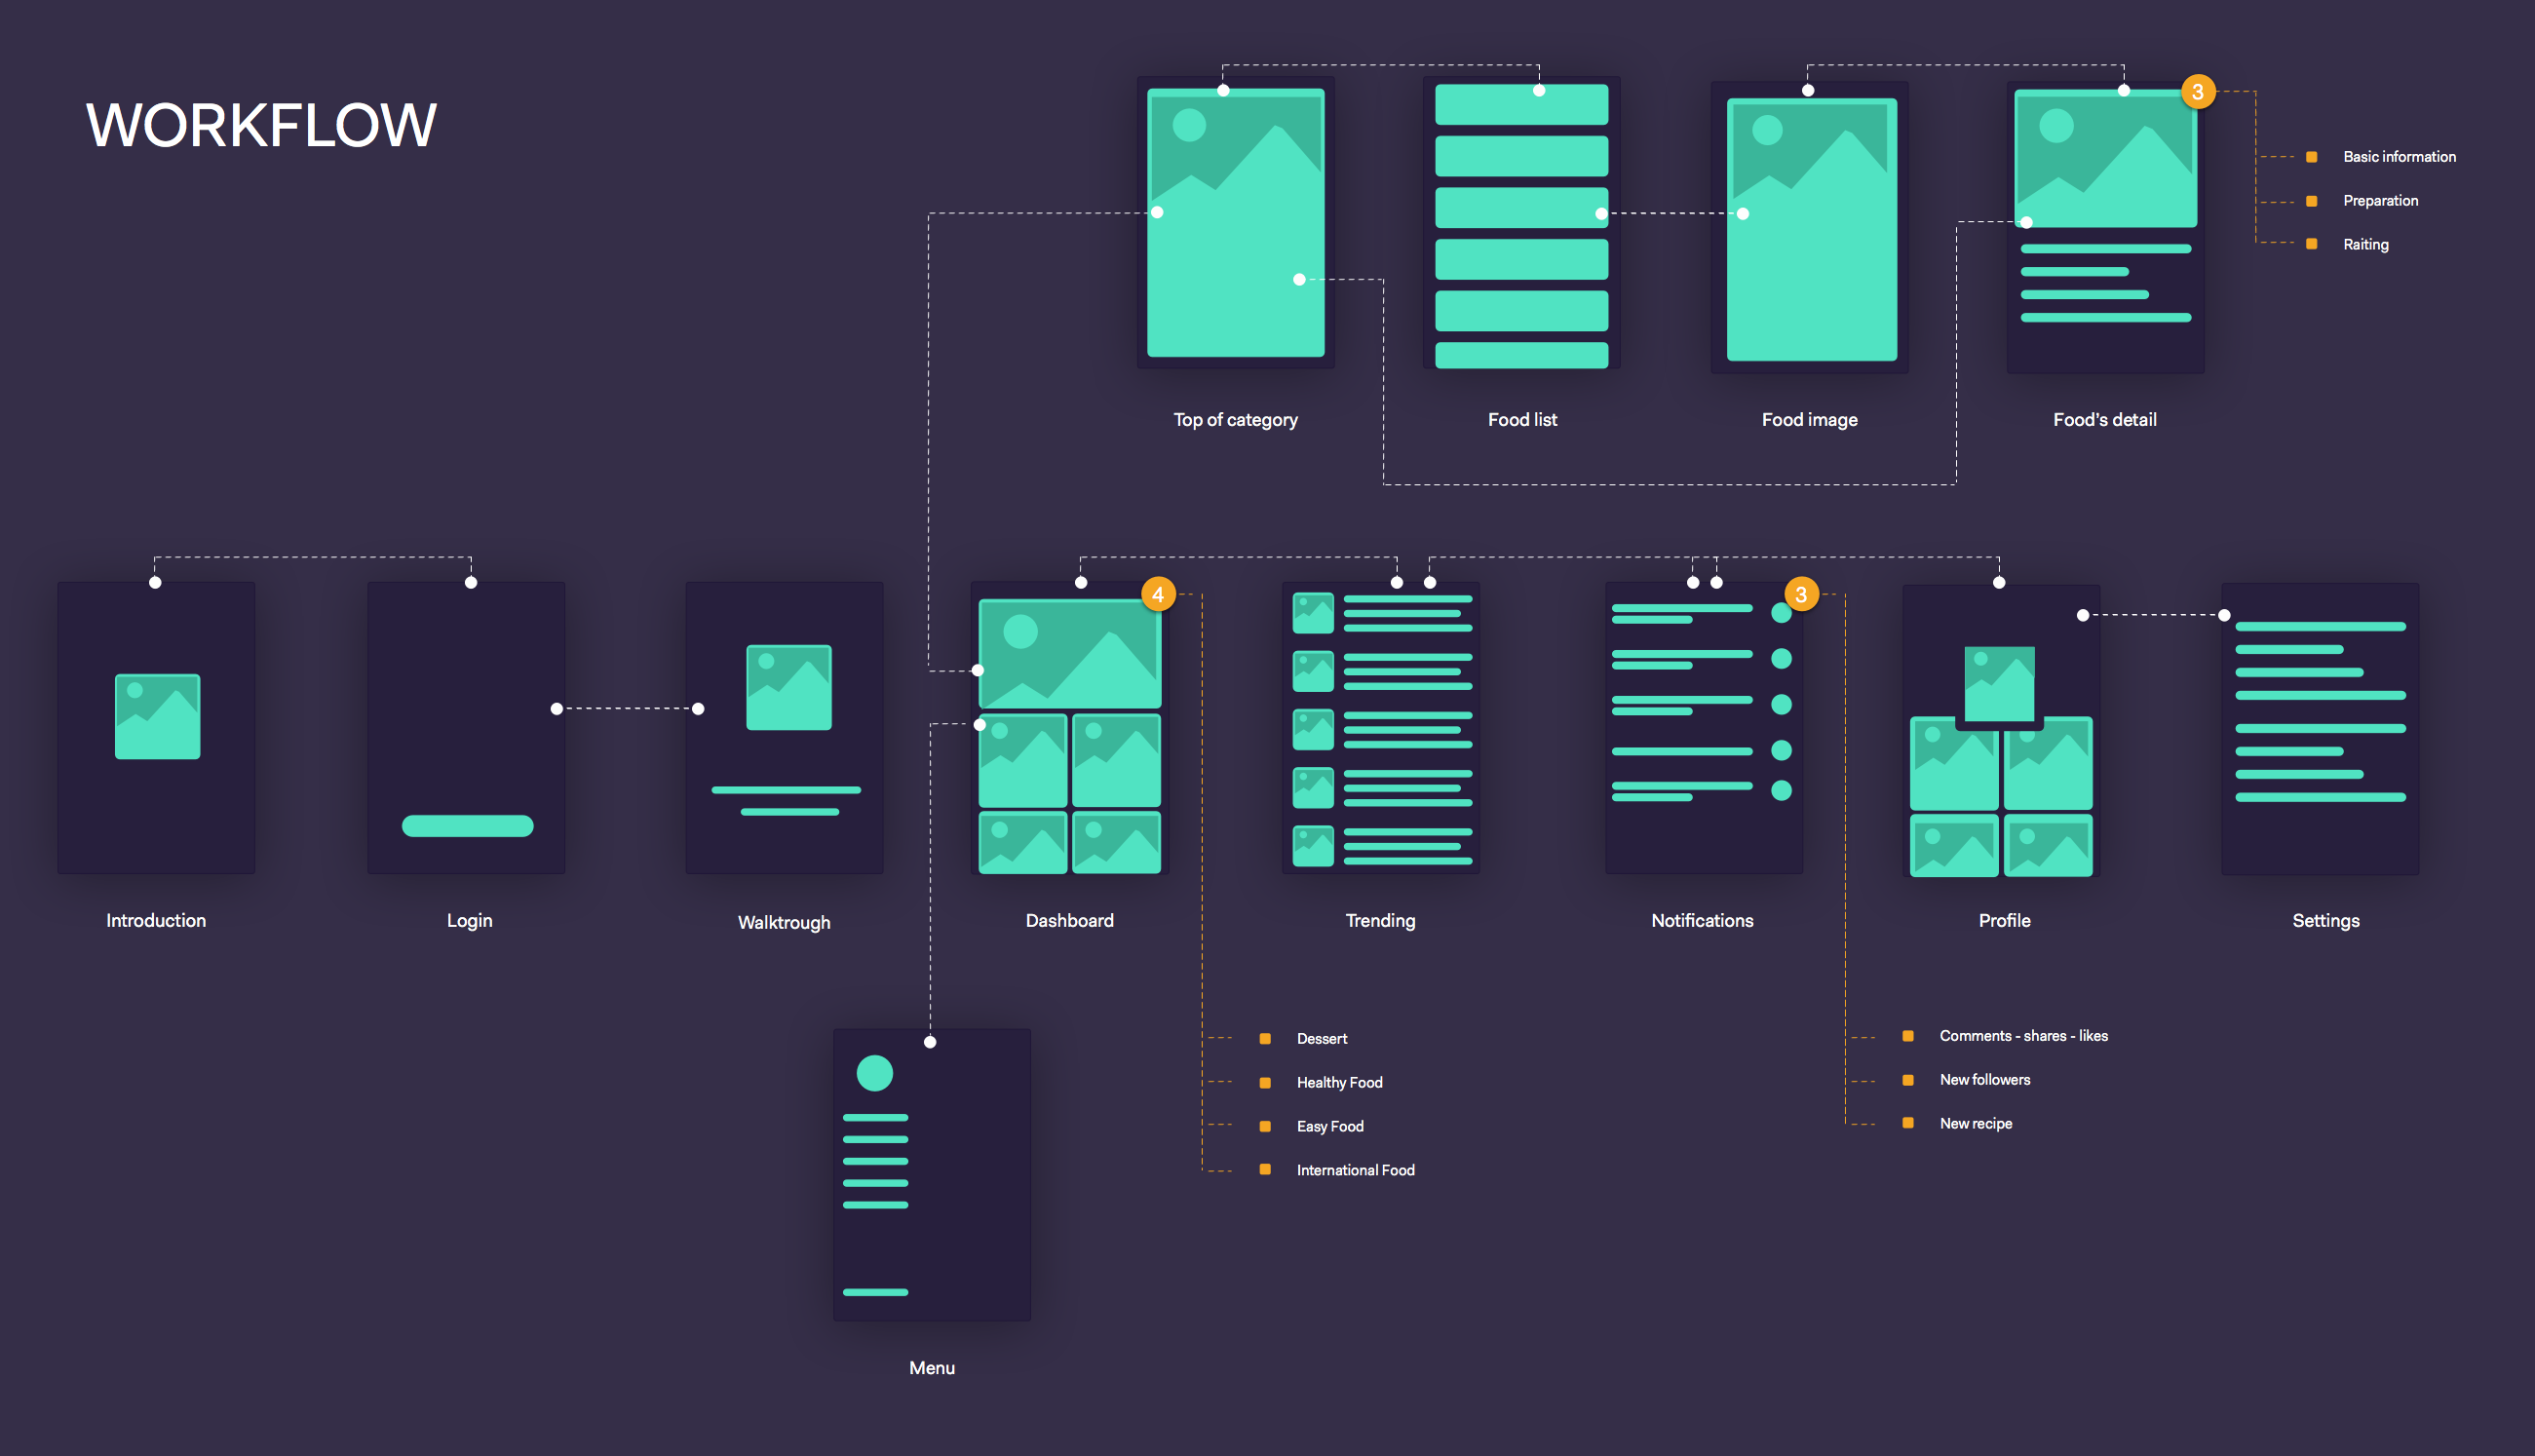 WORKFLOW
3
Basic information
Preparation
Raiting
Top of category
Food list
Food image
Food’s detail
4
3
Introduction
Login
Walktrough
Dashboard
Trending
Notifications
Profile
Settings
Dessert
Healthy Food
Easy Food
International Food
Comments - shares - likes
New followers
New recipe
Menu